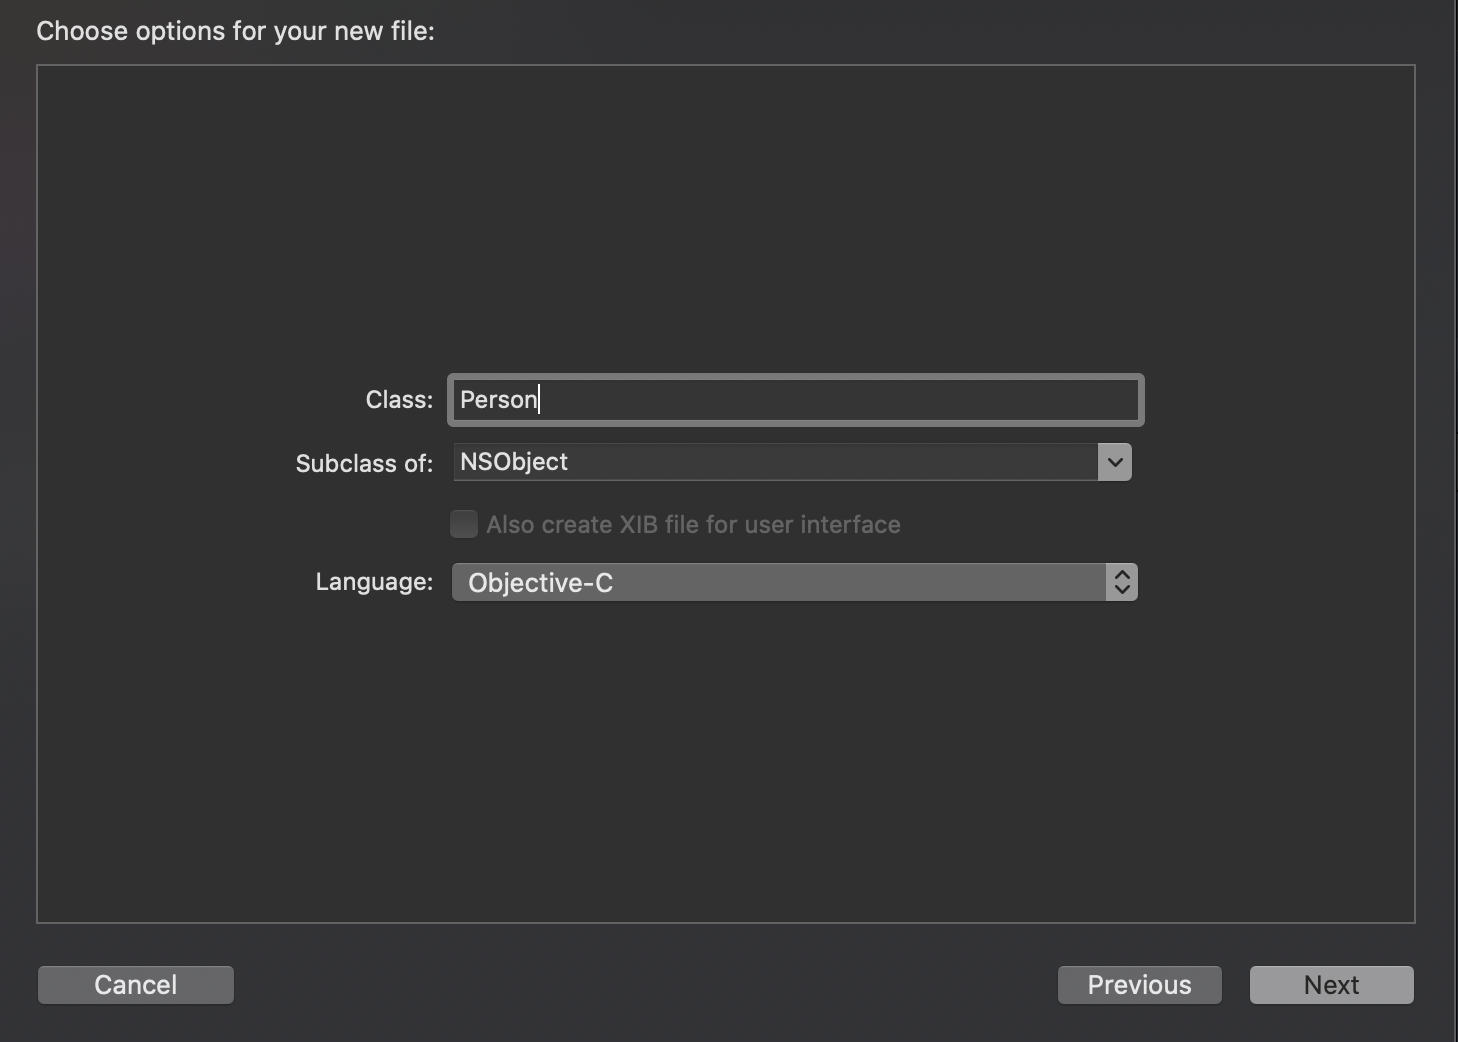 Choose options for your new file:
Class: Person
Subclass of: NSObject
Also create XIB file for user interface
Language: Objective-C
Cancel Previous Next